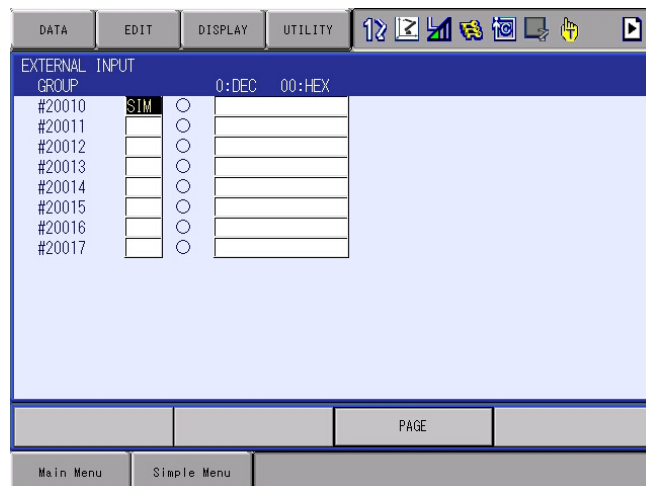 DATA EDIT DISPLAY UTILITY
EXTERNAL INPUT
GROUP 0:DEC 00:HEX
#20010 SIM
#20011
#20012
#20013
#20014
#20015
#20016
#20017
PAGE
Main Menu Simple Menu